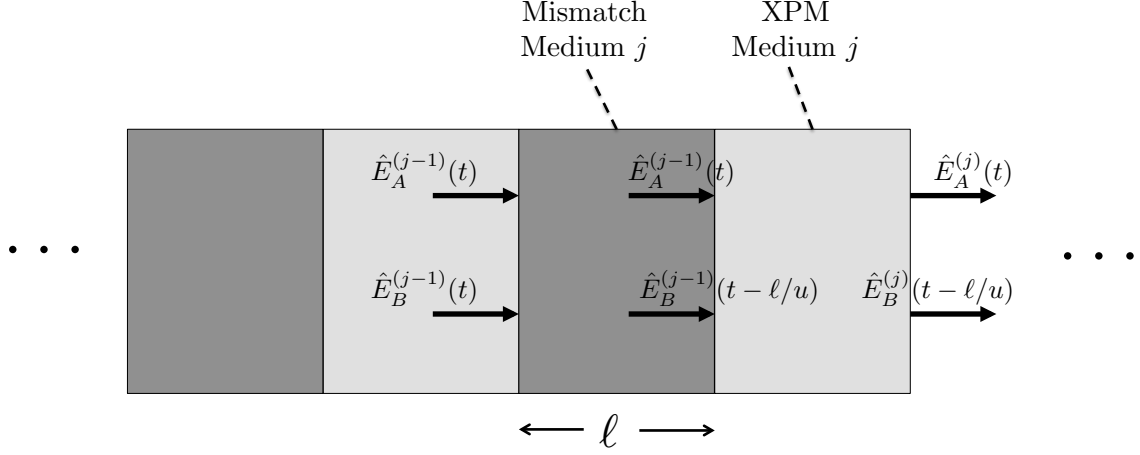 Mismatch
Medium j
XPM
Medium j
Ê_A^{(j−1)}(t)
Ê_A^{(j−1)}(t)
Ê_A^{(j)}(t)
Ê_B^{(j−1)}(t)
Ê_B^{(j−1)}(t − ℓ/u)
Ê_B^{(j)}(t − ℓ/u)
ℓ